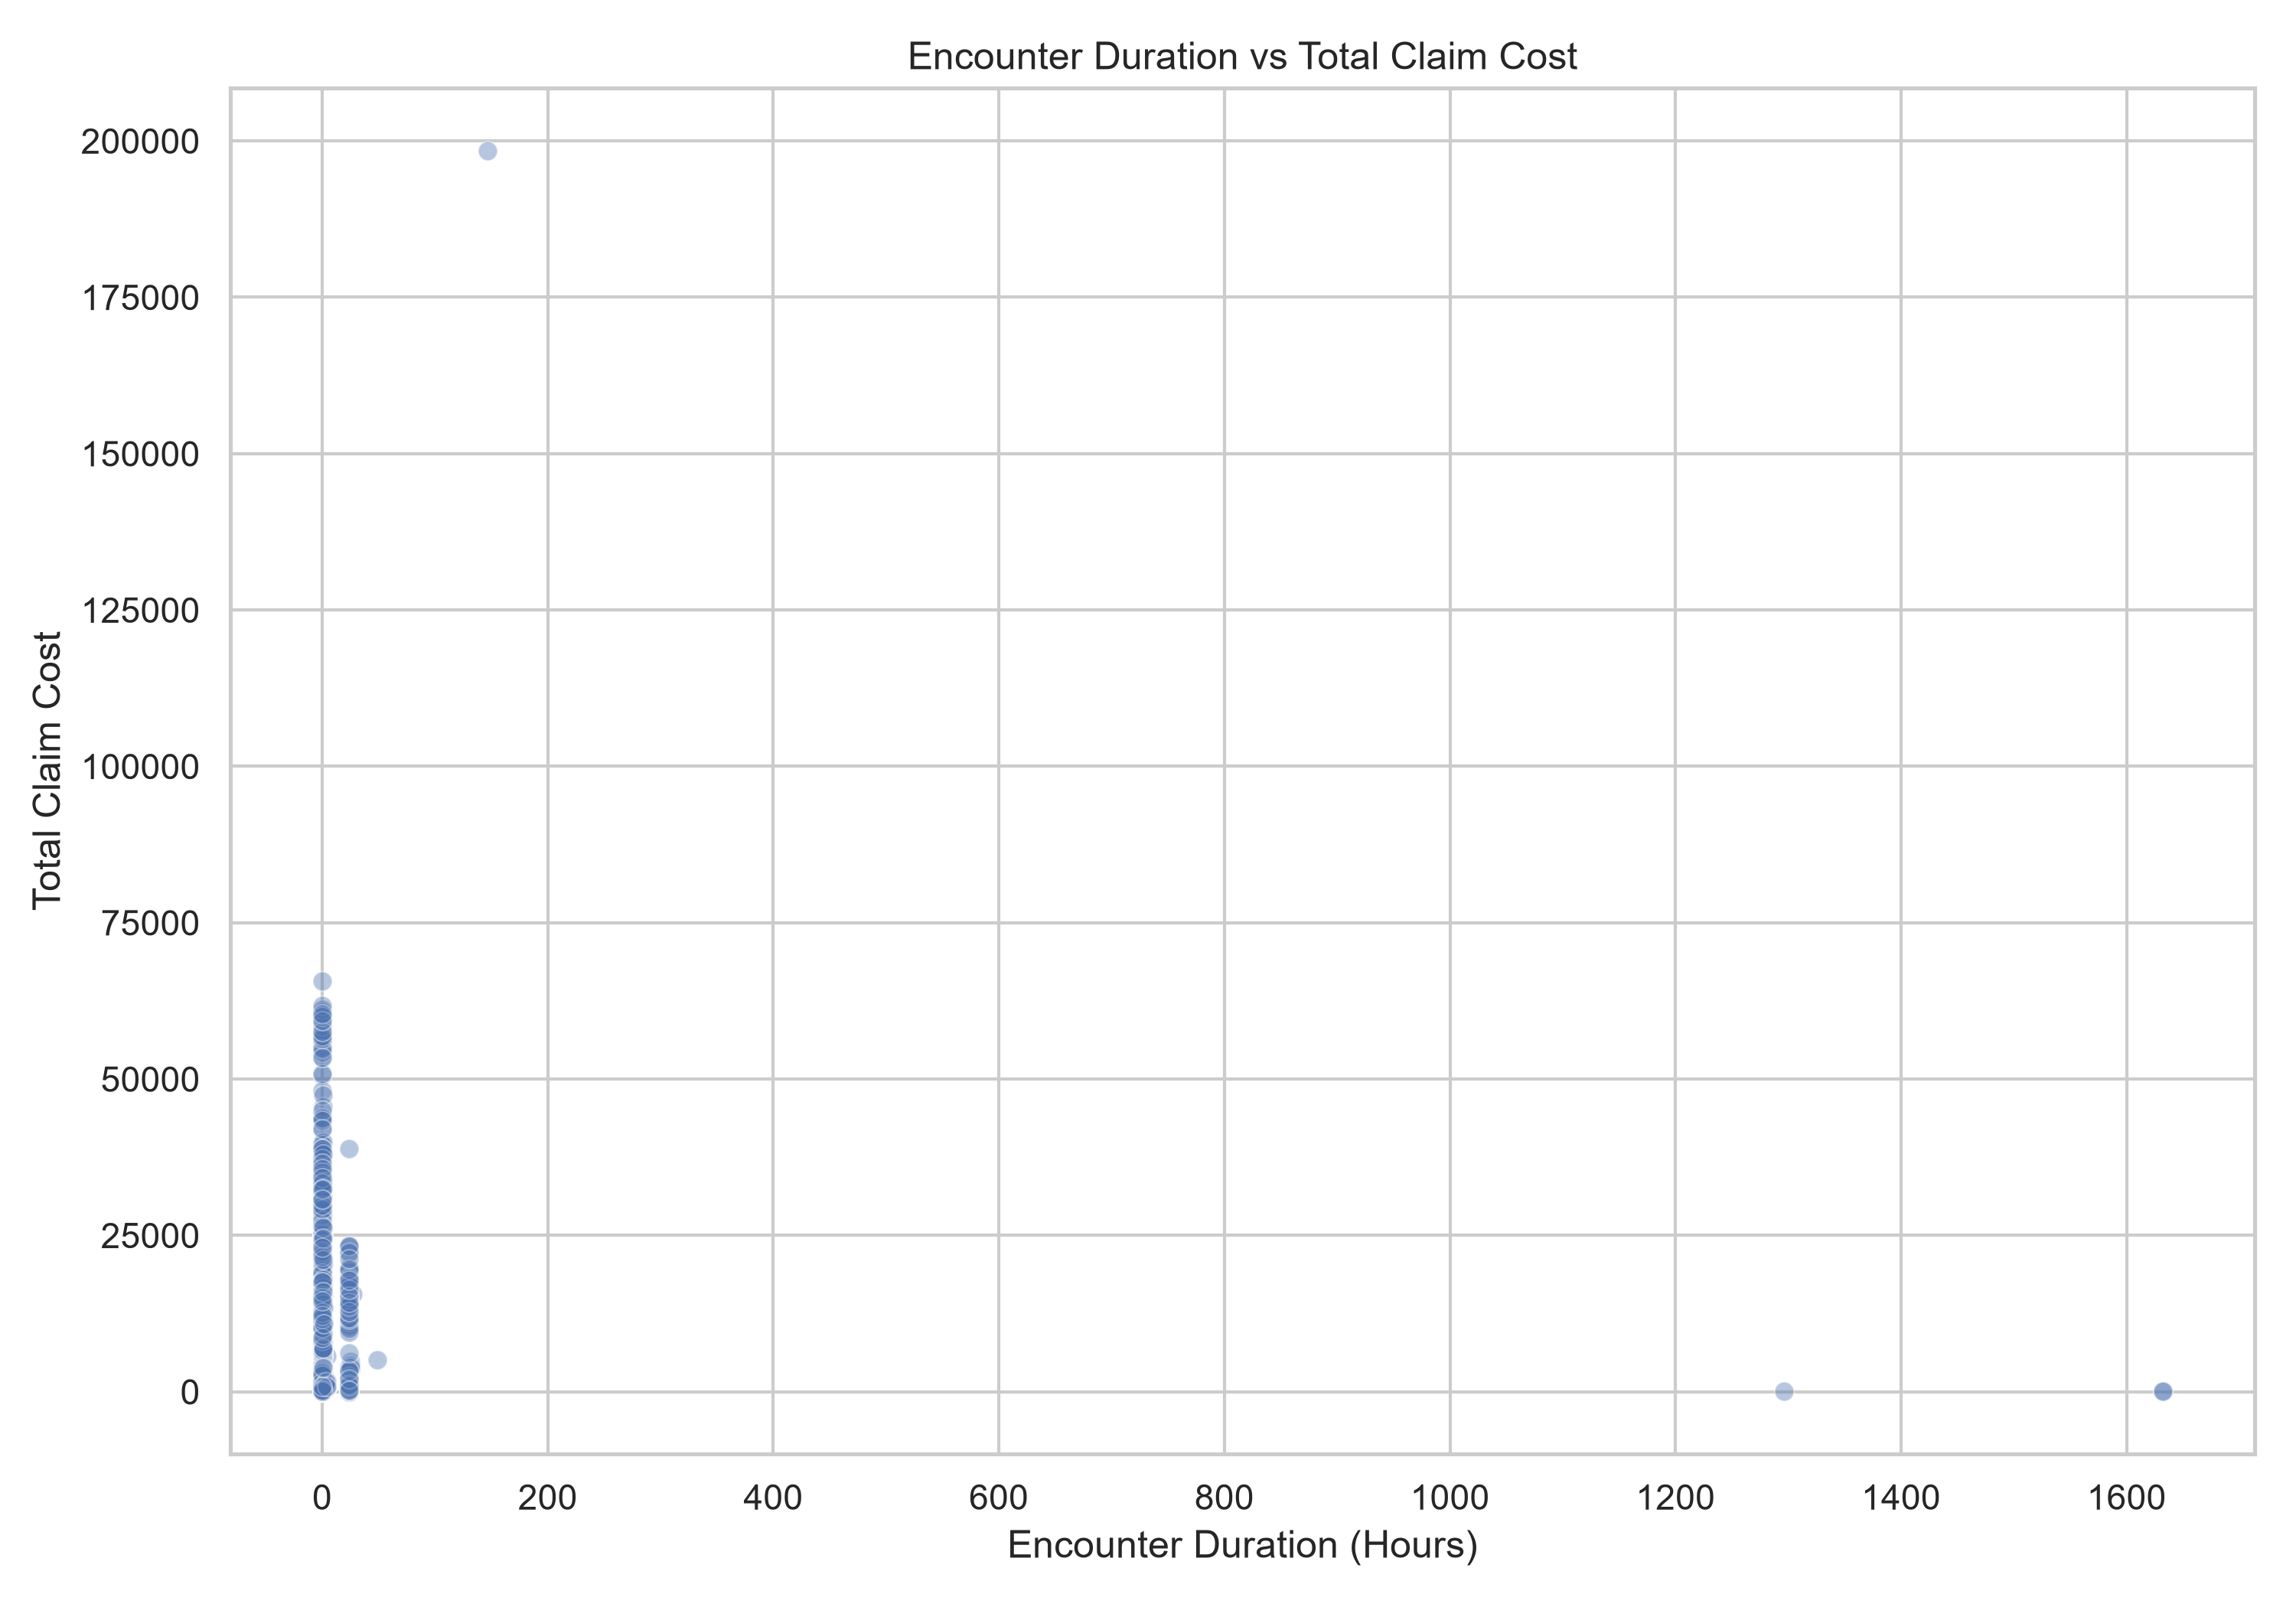 Encounter Duration vs Total Claim Cost
200000
175000
150000
125000
100000
75000
50000
25000
0
Total Claim Cost
0 200 400 600 800 1000 1200 1400 1600
Encounter Duration (Hours)